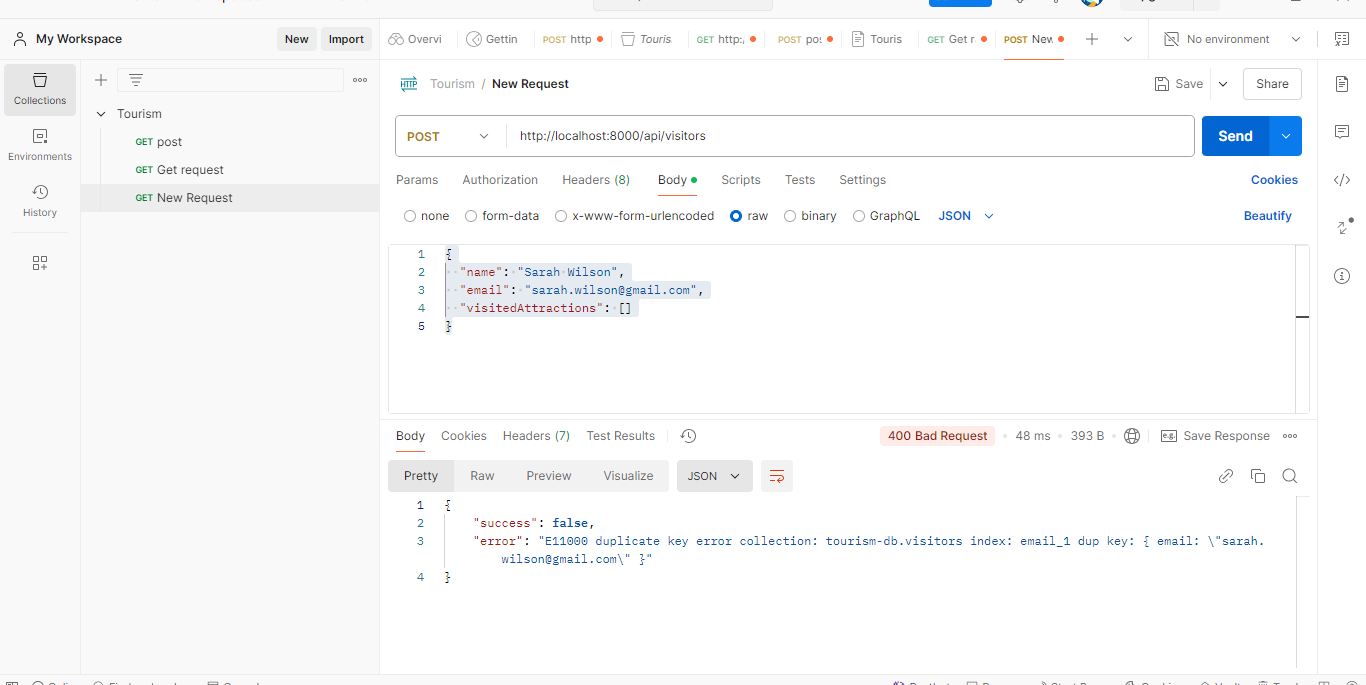 My Workspace
New
Import
Overvi
Gettin
POST http
Touris
GET http:/
POST pos
Touris
GET Get r
POST New
No environment
Collections
Environments
History
Tourism
GET post
GET Get request
GET New Request
HTTP
Tourism / New Request
Save
Share
POST
http://localhost:8000/api/visitors
Send
Params Authorization Headers (8) Body Scripts Tests Settings
Cookies
none form-data x-www-form-urlencoded raw binary GraphQL JSON
Beautify
1 {
2 "name": "Sarah Wilson",
3 "email": "sarah.wilson@gmail.com",
4 "visitedAttractions": []
5 }
Body Cookies Headers (7) Test Results
400 Bad Request • 48 ms • 393 B
e.g. Save Response
Pretty Raw Preview Visualize JSON
1 {
2 "success": false,
3 "error": "E11000 duplicate key error collection: tourism-db.visitors index: email_1 dup key: { email: \"sarah.
wilson@gmail.com\" }"
4 }